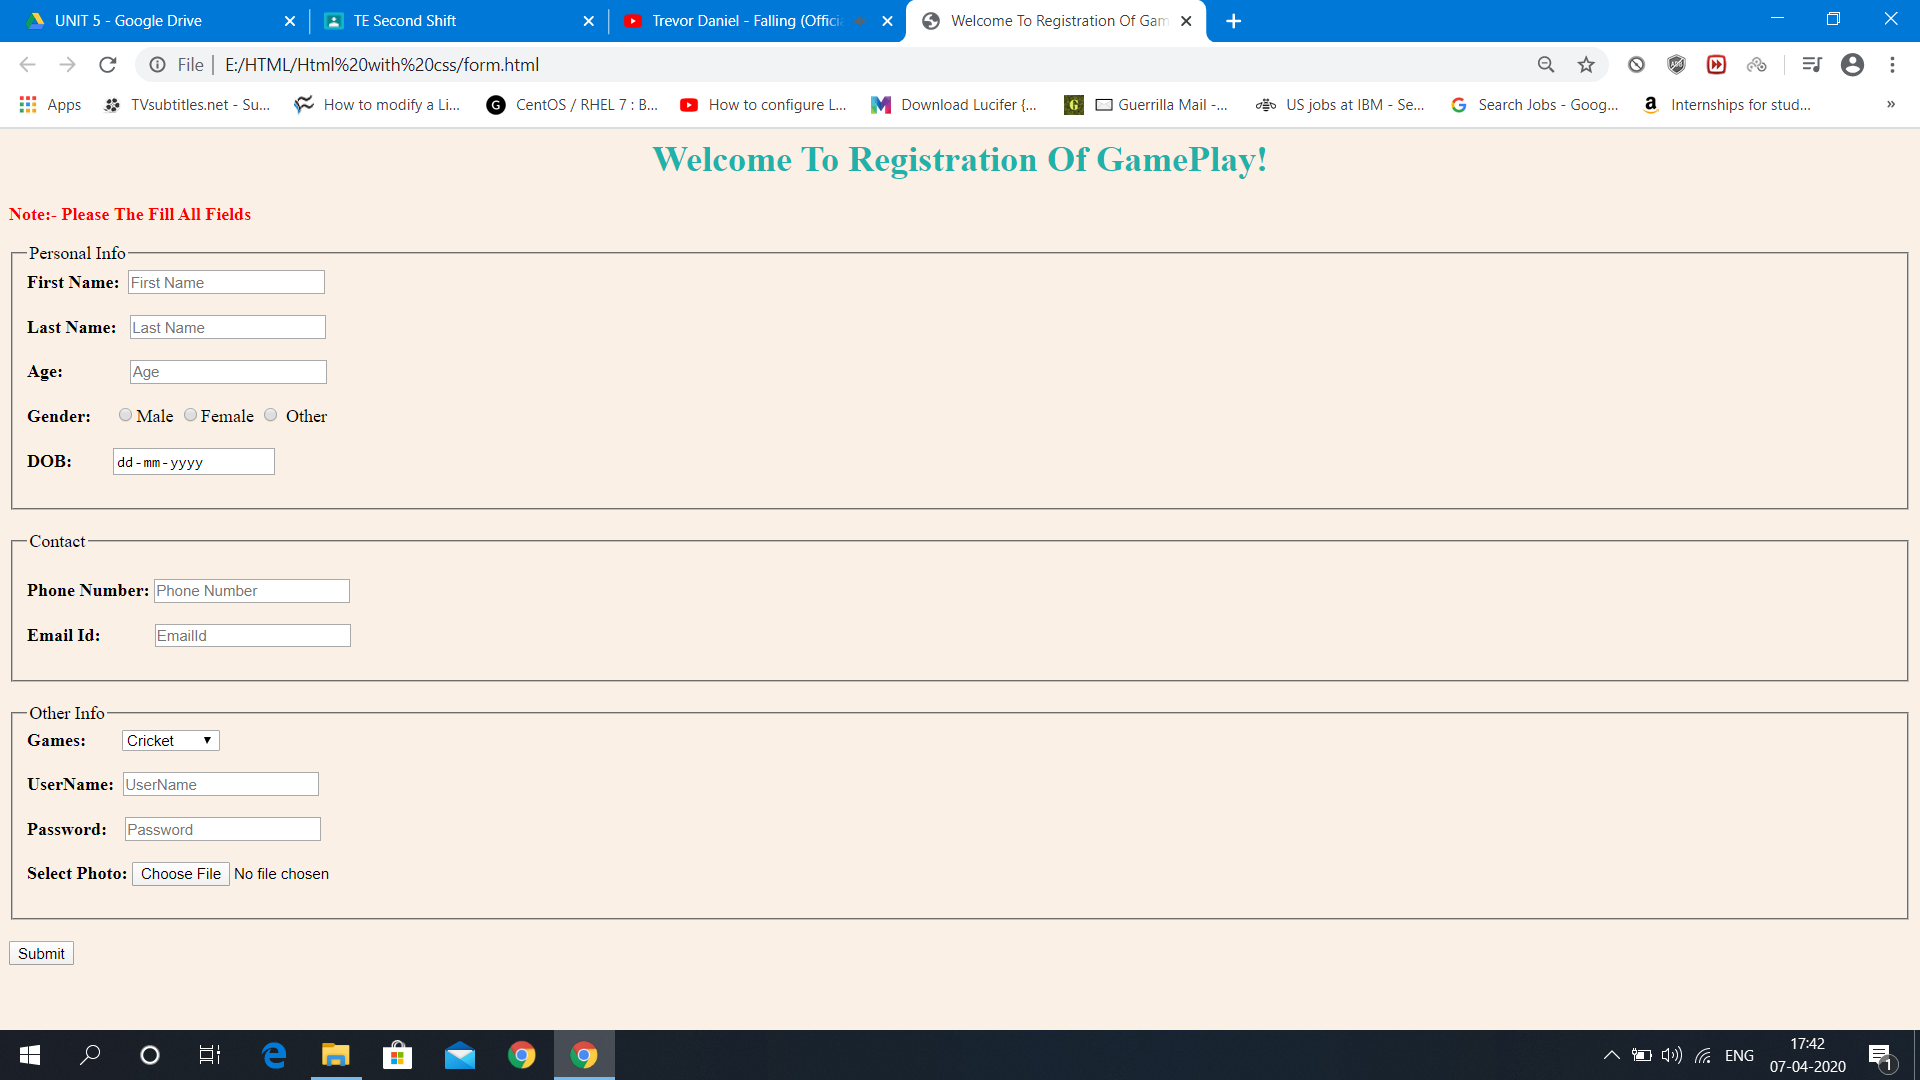 UNIT 5 - Google Drive
TE Second Shift
Trevor Daniel - Falling (Offici
Welcome To Registration Of Gam
File
E:/HTML/Html%20with%20css/form.html
Apps
TVsubtitles.net - Su...
How to modify a Li...
CentOS / RHEL 7 : B...
How to configure L...
Download Lucifer {...
Guerrilla Mail -...
US jobs at IBM - Se...
Search Jobs - Goog...
Internships for stud...
»
Welcome To Registration Of GamePlay!
Note:- Please The Fill All Fields
Personal Info
First Name: First Name
Last Name: Last Name
Age: Age
Gender: Male Female Other
DOB: dd-mm-yyyy
Contact
Phone Number: Phone Number
Email Id: EmailId
Other Info
Games: Cricket
UserName: UserName
Password: Password
Select Photo: Choose File No file chosen
Submit
ENG
17:42
07-04-2020
1